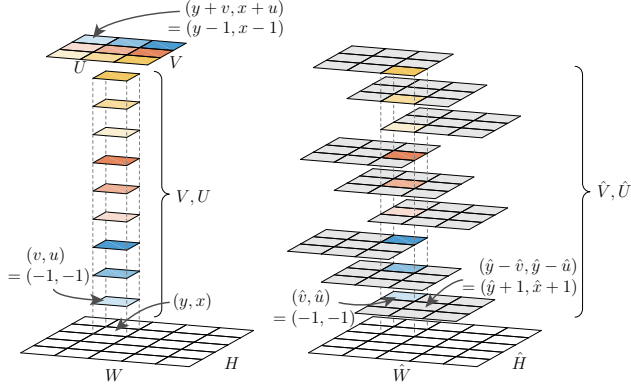 (y + v, x + u)
= (y − 1, x − 1)
U
V
V, U
(v, u)
= (−1, −1)
(y, x)
W
H
V̂, Û
(v̂, û)
= (−1, −1)
(ŷ − v̂, ŷ − û)
= (ŷ + 1, x̂ + 1)
Ŵ
Ĥ